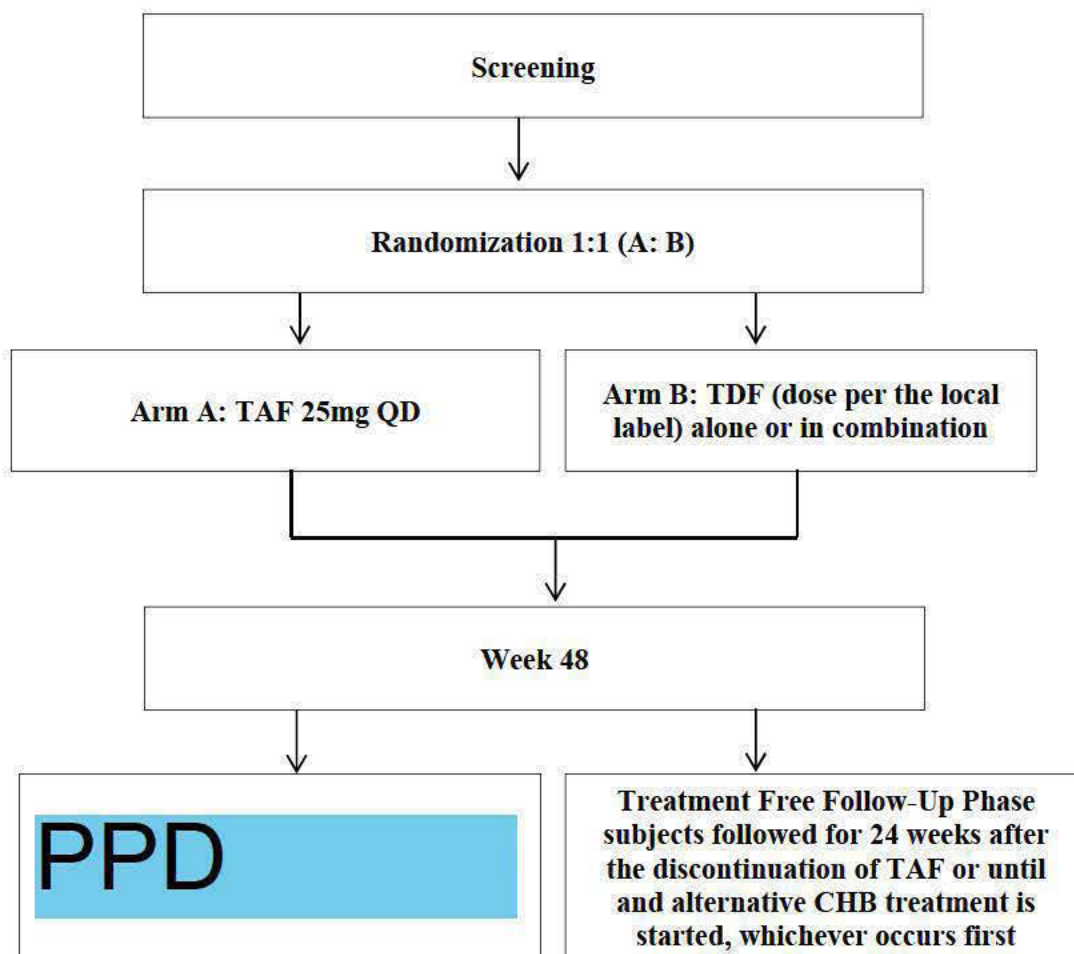 Screening
Randomization 1:1 (A: B)
Arm A: TAF 25mg QD
Arm B: TDF (dose per the local
label) alone or in combination
Week 48
PPD
Treatment Free Follow-Up Phase
subjects followed for 24 weeks after
the discontinuation of TAF or until
and alternative CHB treatment is
started, whichever occurs first